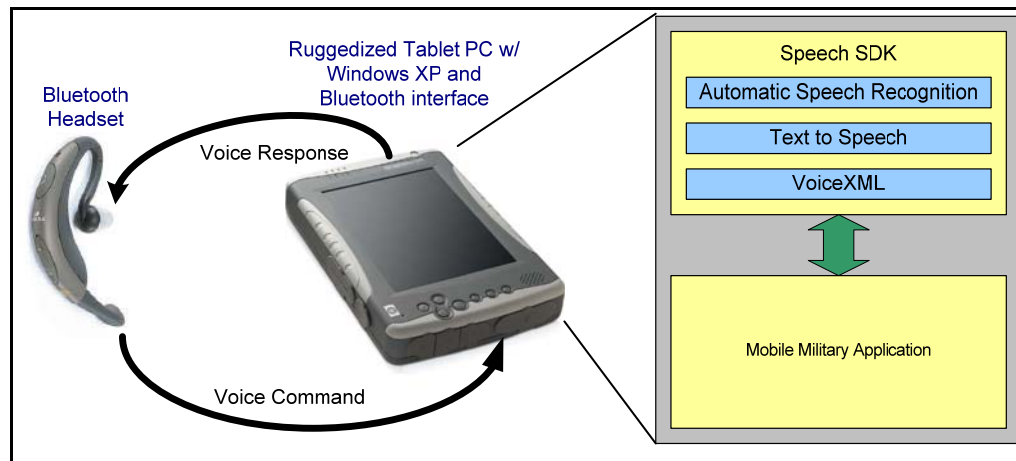 Bluetooth
Headset
Ruggedized Tablet PC w/
Windows XP and
Bluetooth interface
Voice Response
Voice Command
Speech SDK
Automatic Speech Recognition
Text to Speech
VoiceXML
Mobile Military Application